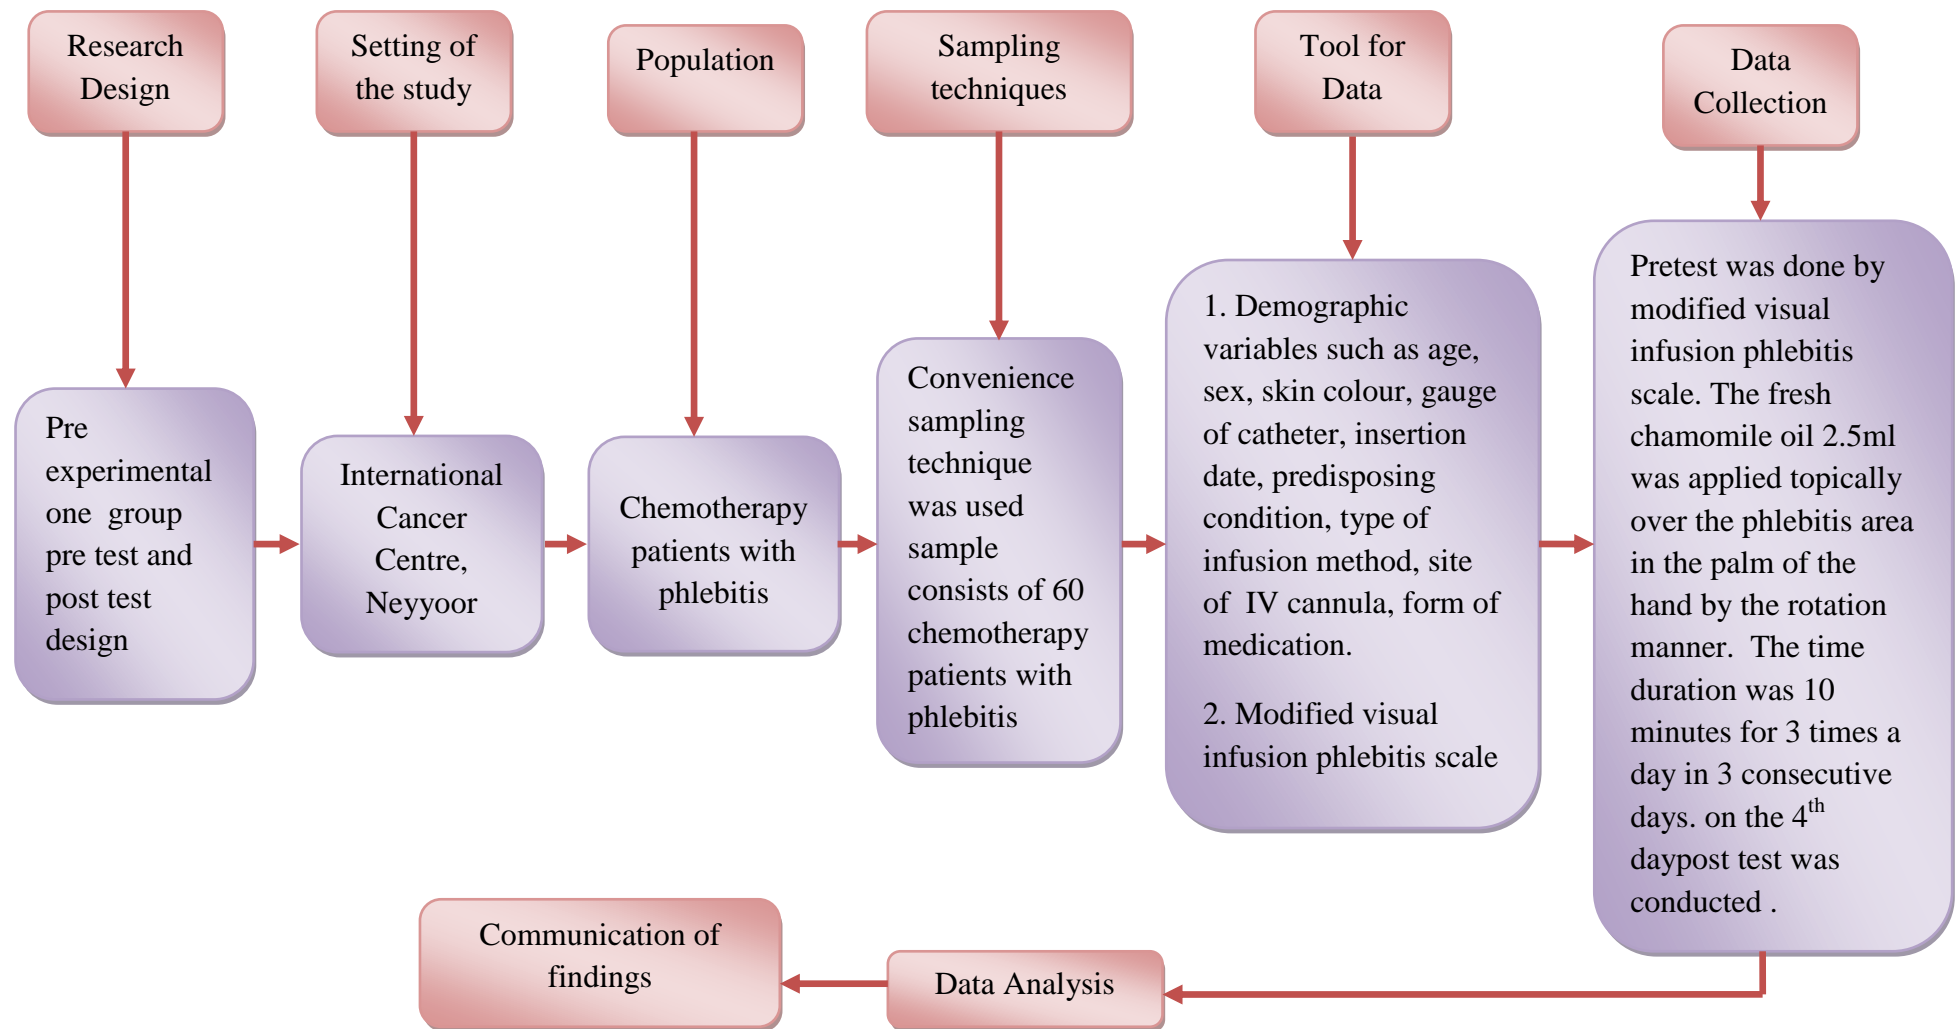 Research
Design
Setting of
the study
Population
Sampling
techniques
Tool for
Data
Data
Collection
Pre
experimental
one  group
pre test and
post test
design
International
Cancer
Centre,
Neyyoor
Chemotherapy
patients with
phlebitis
Convenience
sampling
technique
was used
sample
consists of 60
chemotherapy
patients with
phlebitis
1. Demographic
variables such as age,
sex, skin colour, gauge
of catheter, insertion
date, predisposing
condition, type of
infusion method, site
of  IV cannula, form of
medication.
2. Modified visual
infusion phlebitis scale
Pretest was done by
modified visual
infusion phlebitis
scale. The fresh
chamomile oil 2.5ml
was applied topically
over the phlebitis area
in the palm of the
hand by the rotation
manner.  The time
duration was 10
minutes for 3 times a
day in 3 consecutive
days. on the 4th
daypost test was
conducted .
Communication of
findings
Data Analysis